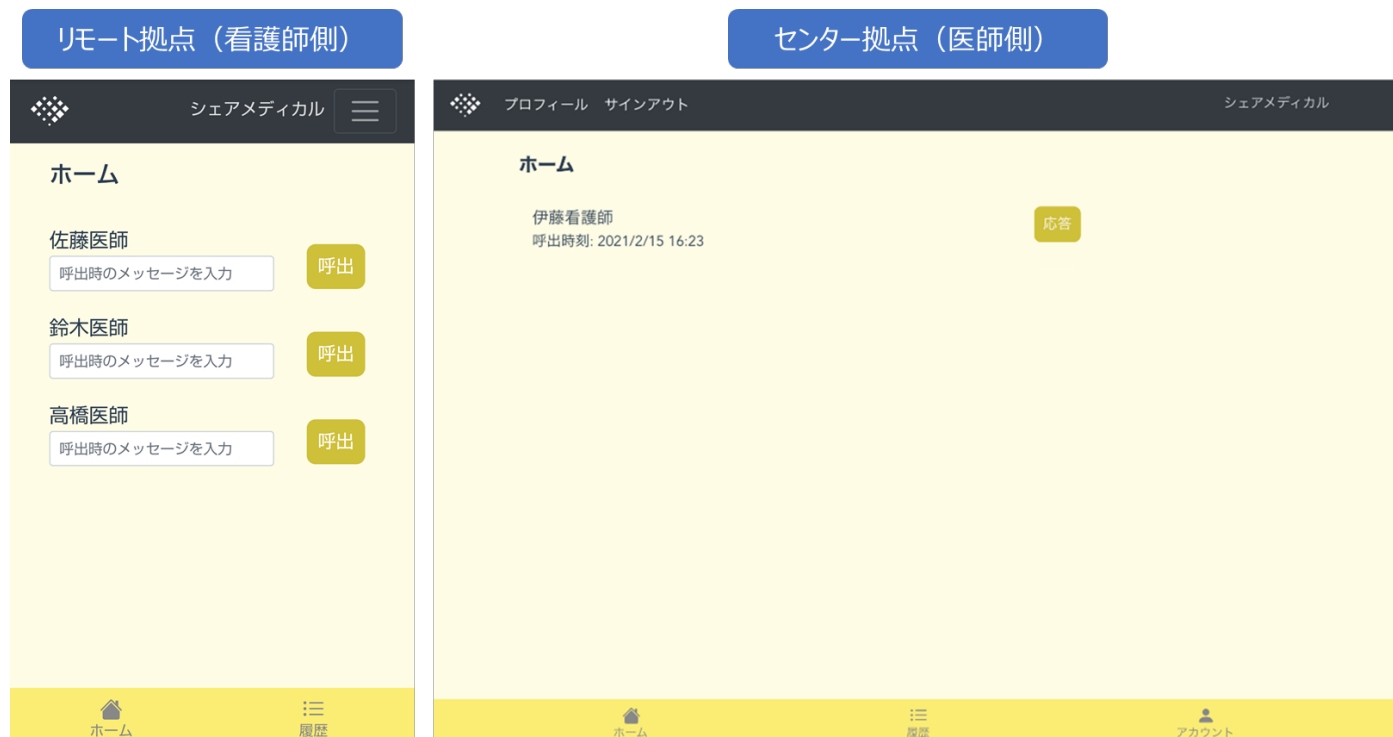 リモート拠点（看護師側）
シェアメディカル
ホーム
佐藤医師
呼出時のメッセージを入力
呼出
鈴木医師
呼出時のメッセージを入力
呼出
高橋医師
呼出時のメッセージを入力
呼出
ホーム
履歴
センター拠点（医師側）
プロフィール サインアウト
シェアメディカル
ホーム
伊藤看護師
呼出時刻: 2021/2/15 16:23
応答
ホーム
履歴
アカウント